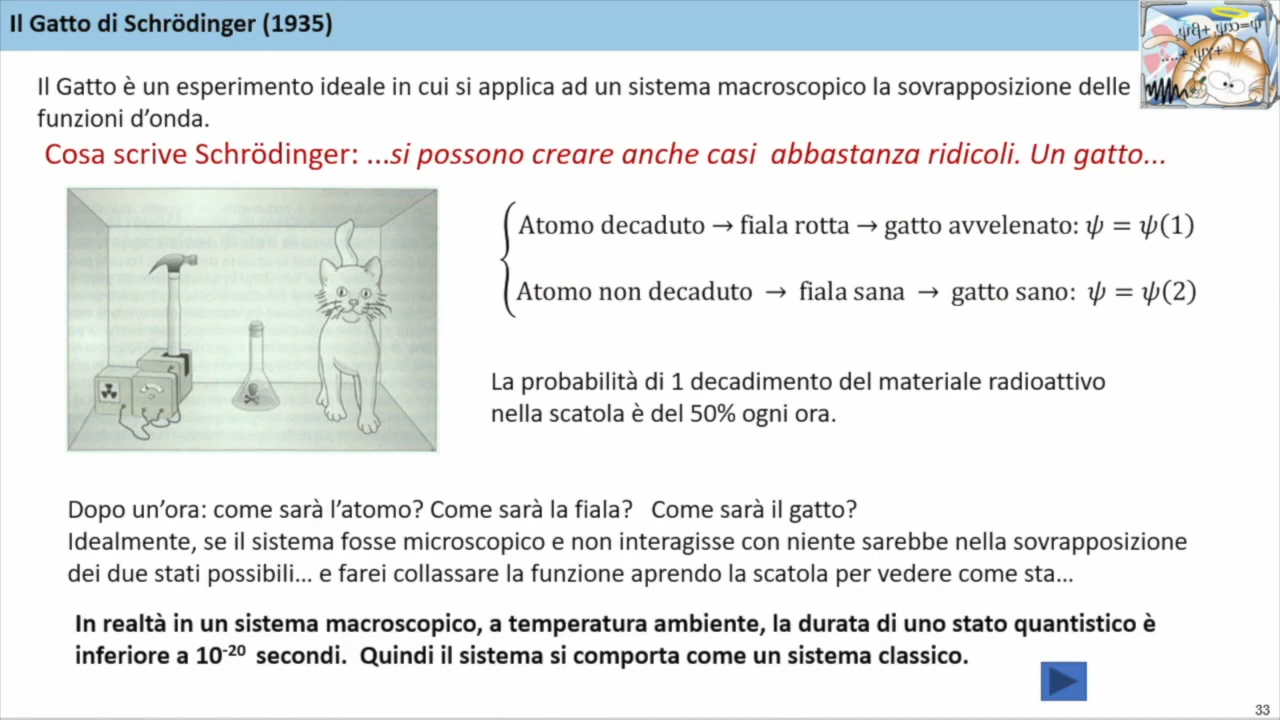 Il Gatto di Schrödinger (1935)
Il Gatto è un esperimento ideale in cui si applica ad un sistema macroscopico la sovrapposizione delle
funzioni d’onda.
Cosa scrive Schrödinger: ...si possono creare anche casi abbastanza ridicoli. Un gatto...
Atomo decaduto → fiala rotta → gatto avvelenato: ψ = ψ(1)
Atomo non decaduto → fiala sana → gatto sano: ψ = ψ(2)
La probabilità di 1 decadimento del materiale radioattivo
nella scatola è del 50% ogni ora.
Dopo un’ora: come sarà l’atomo? Come sarà la fiala? Come sarà il gatto?
Idealmente, se il sistema fosse microscopico e non interagisse con niente sarebbe nella sovrapposizione
dei due stati possibili... e farei collassare la funzione aprendo la scatola per vedere come sta...
In realtà in un sistema macroscopico, a temperatura ambiente, la durata di uno stato quantistico è
inferiore a 10⁻²⁰ secondi. Quindi il sistema si comporta come un sistema classico.
33